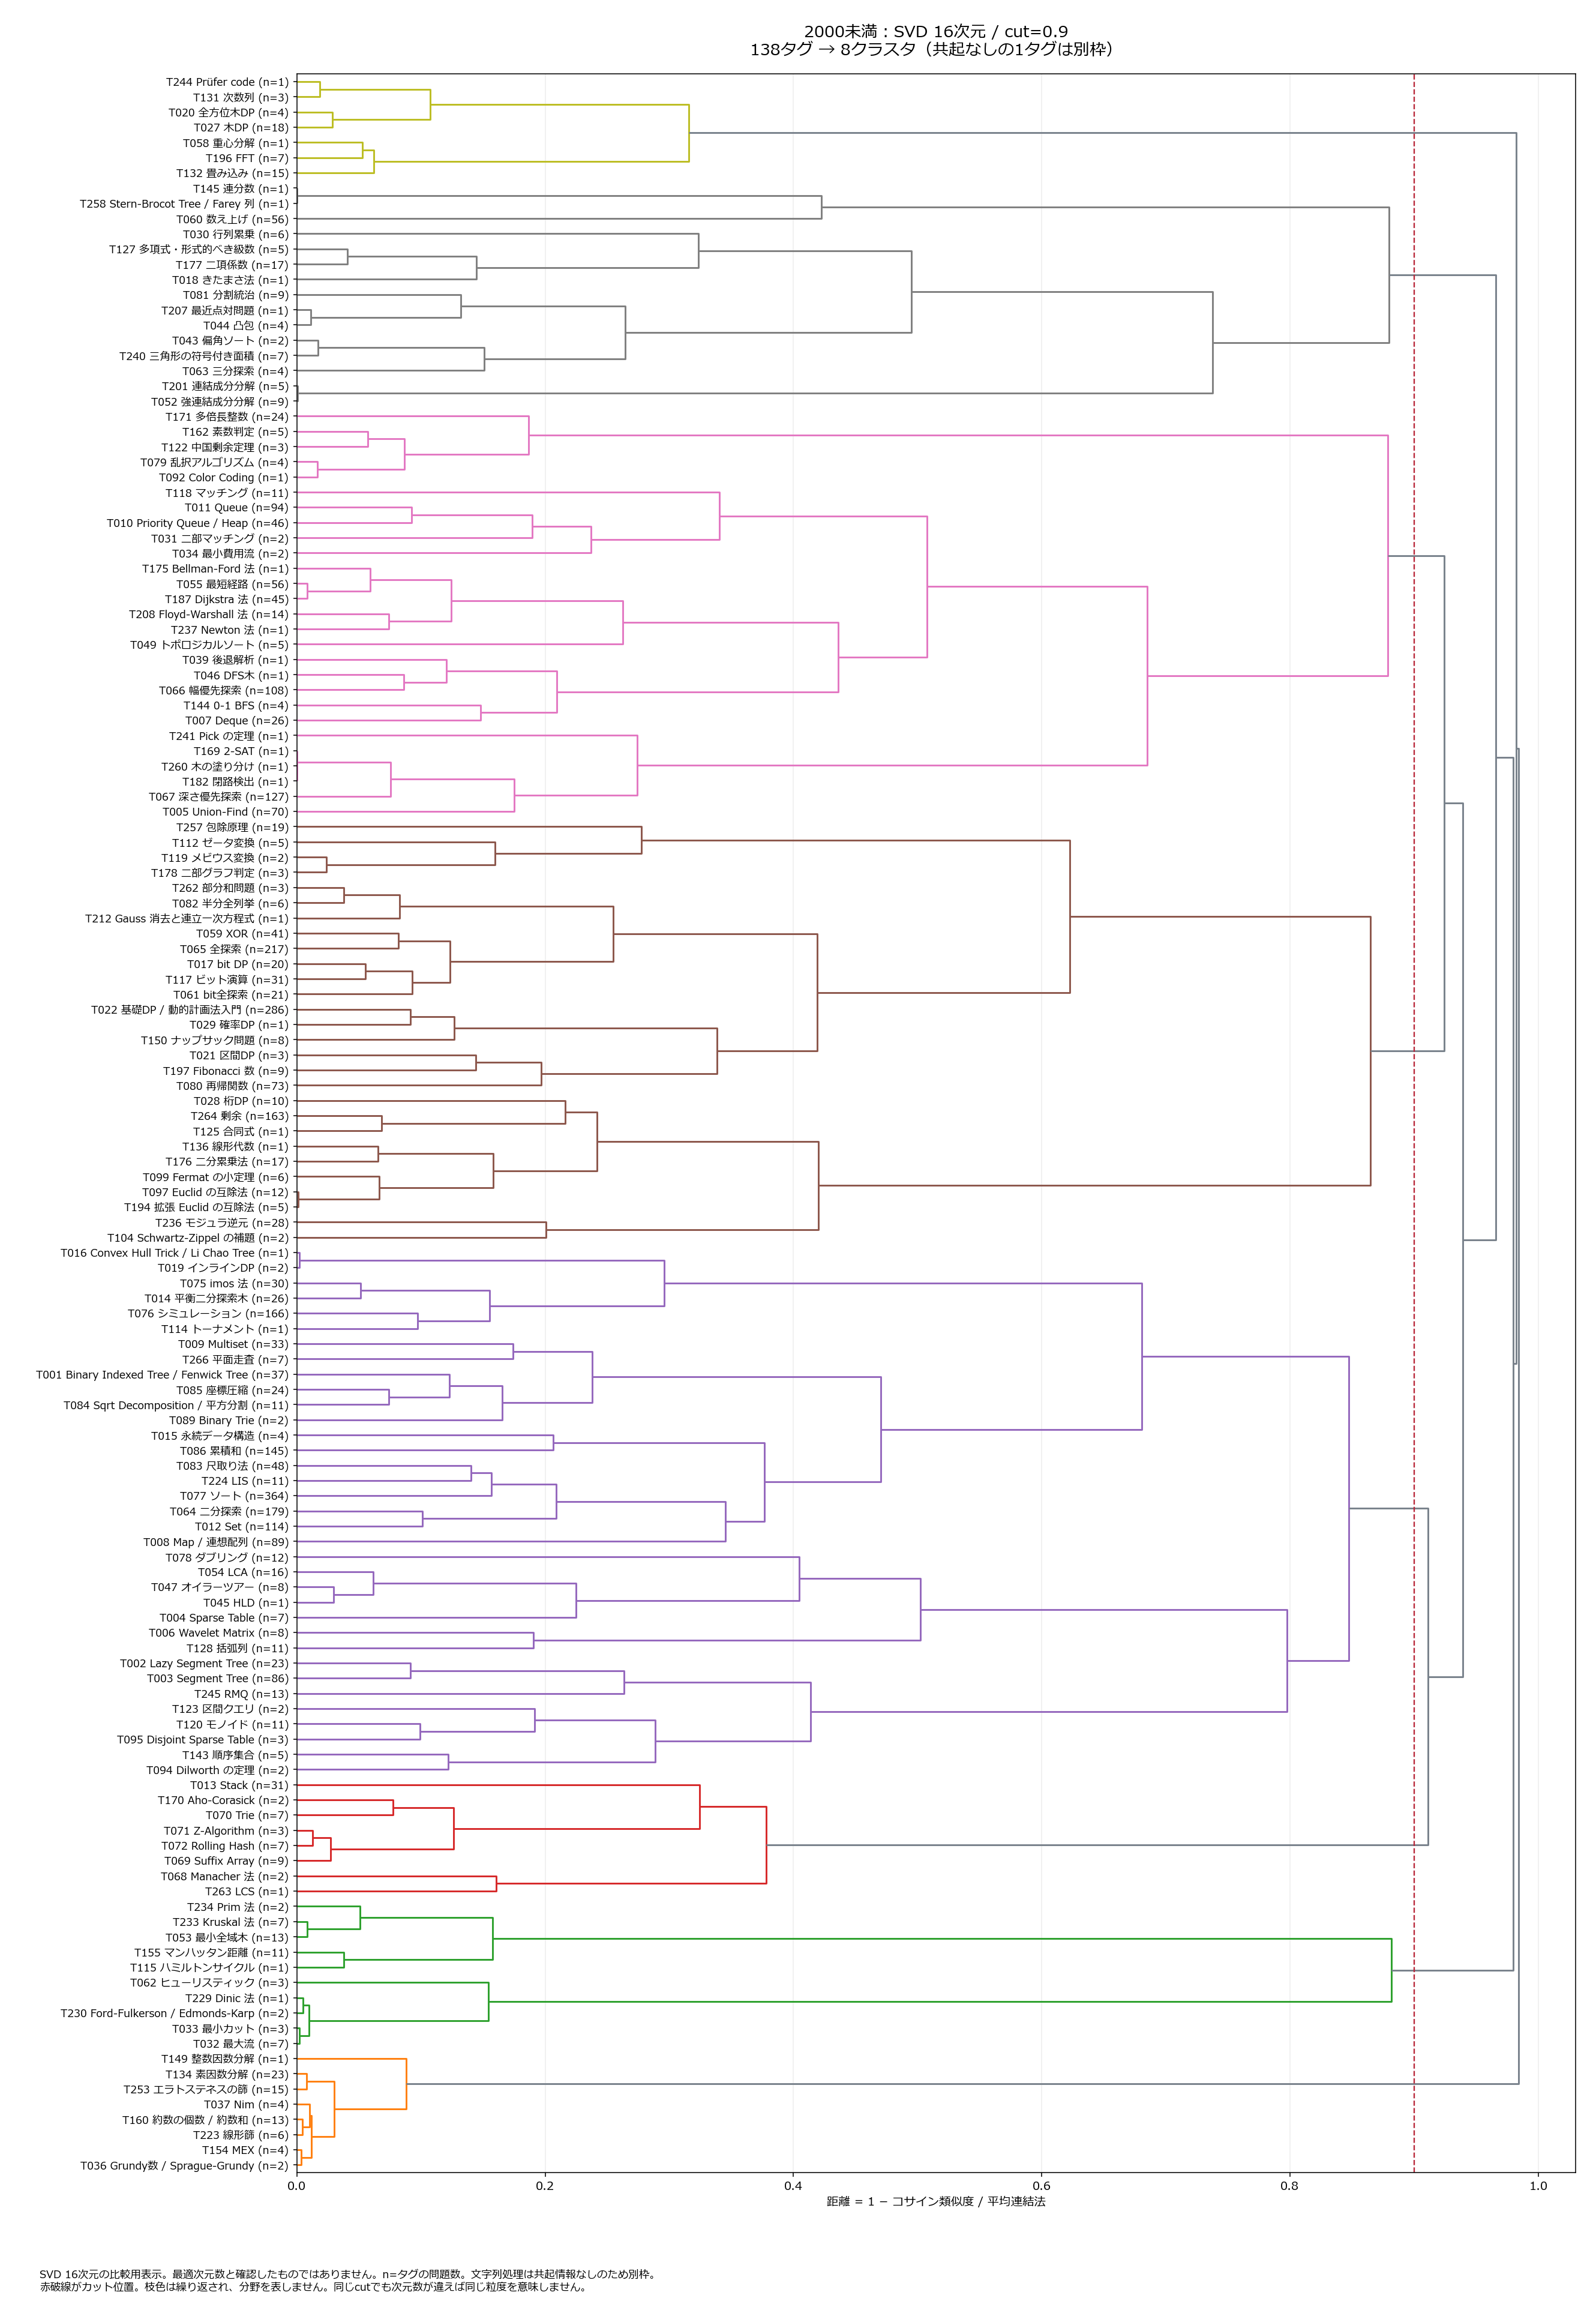 2000未満：SVD 16次元 / cut=0.9
138タグ → 8クラスタ（共起なしの1タグは別枠）
T244 Prüfer code (n=1)
T131 次数列 (n=3)
T020 全方位木DP (n=4)
T027 木DP (n=18)
T058 重心分解 (n=1)
T196 FFT (n=7)
T132 畳み込み (n=15)
T145 連分数 (n=1)
T258 Stern-Brocot Tree / Farey 列 (n=1)
T060 数え上げ (n=56)
T030 行列累乗 (n=6)
T127 多項式・形式的べき級数 (n=5)
T177 二項係数 (n=17)
T018 きたまさ法 (n=1)
T081 分割統治 (n=9)
T207 最近点対問題 (n=1)
T044 凸包 (n=4)
T043 偏角ソート (n=2)
T240 三角形の符号付き面積 (n=7)
T063 三分探索 (n=4)
T201 連結成分分解 (n=5)
T052 強連結成分分解 (n=9)
T171 多倍長整数 (n=24)
T162 素数判定 (n=5)
T122 中国剰余定理 (n=3)
T079 乱択アルゴリズム (n=4)
T092 Color Coding (n=1)
T118 マッチング (n=11)
T011 Queue (n=94)
T010 Priority Queue / Heap (n=46)
T031 二部マッチング (n=2)
T034 最小費用流 (n=2)
T175 Bellman-Ford 法 (n=1)
T055 最短経路 (n=56)
T187 Dijkstra 法 (n=45)
T208 Floyd-Warshall 法 (n=14)
T237 Newton 法 (n=1)
T049 トポロジカルソート (n=5)
T039 後退解析 (n=1)
T046 DFS木 (n=1)
T066 幅優先探索 (n=108)
T144 0-1 BFS (n=4)
T007 Deque (n=26)
T241 Pick の定理 (n=1)
T169 2-SAT (n=1)
T260 木の塗り分け (n=1)
T182 閉路検出 (n=1)
T067 深さ優先探索 (n=127)
T005 Union-Find (n=70)
T257 包除原理 (n=19)
T112 ゼータ変換 (n=5)
T119 メビウス変換 (n=2)
T178 二部グラフ判定 (n=3)
T262 部分和問題 (n=3)
T082 半分全列挙 (n=6)
T212 Gauss 消去と連立一次方程式 (n=1)
T059 XOR (n=41)
T065 全探索 (n=217)
T017 bit DP (n=20)
T117 ビット演算 (n=31)
T061 bit全探索 (n=21)
T022 基礎DP / 動的計画法入門 (n=286)
T029 確率DP (n=1)
T150 ナップサック問題 (n=8)
T021 区間DP (n=3)
T197 Fibonacci 数 (n=9)
T080 再帰関数 (n=73)
T028 桁DP (n=10)
T264 剰余 (n=163)
T125 合同式 (n=1)
T136 線形代数 (n=1)
T176 二分累乗法 (n=17)
T099 Fermat の小定理 (n=6)
T097 Euclid の互除法 (n=12)
T194 拡張 Euclid の互除法 (n=5)
T236 モジュラ逆元 (n=28)
T104 Schwartz-Zippel の補題 (n=2)
T016 Convex Hull Trick / Li Chao Tree (n=1)
T019 インラインDP (n=2)
T075 imos 法 (n=30)
T014 平衡二分探索木 (n=26)
T076 シミュレーション (n=166)
T114 トーナメント (n=1)
T009 Multiset (n=33)
T266 平面走査 (n=7)
T001 Binary Indexed Tree / Fenwick Tree (n=37)
T085 座標圧縮 (n=24)
T084 Sqrt Decomposition / 平方分割 (n=11)
T089 Binary Trie (n=2)
T015 永続データ構造 (n=4)
T086 累積和 (n=145)
T083 尺取り法 (n=48)
T224 LIS (n=11)
T077 ソート (n=364)
T064 二分探索 (n=179)
T012 Set (n=114)
T008 Map / 連想配列 (n=89)
T078 ダブリング (n=12)
T054 LCA (n=16)
T047 オイラーツアー (n=8)
T045 HLD (n=1)
T004 Sparse Table (n=7)
T006 Wavelet Matrix (n=8)
T128 括弧列 (n=11)
T002 Lazy Segment Tree (n=23)
T003 Segment Tree (n=86)
T245 RMQ (n=13)
T123 区間クエリ (n=2)
T120 モノイド (n=11)
T095 Disjoint Sparse Table (n=3)
T143 順序集合 (n=5)
T094 Dilworth の定理 (n=2)
T013 Stack (n=31)
T170 Aho-Corasick (n=2)
T070 Trie (n=7)
T071 Z-Algorithm (n=3)
T072 Rolling Hash (n=7)
T069 Suffix Array (n=9)
T068 Manacher 法 (n=2)
T263 LCS (n=1)
T234 Prim 法 (n=2)
T233 Kruskal 法 (n=7)
T053 最小全域木 (n=13)
T155 マンハッタン距離 (n=11)
T115 ハミルトンサイクル (n=1)
T062 ヒューリスティック (n=3)
T229 Dinic 法 (n=1)
T230 Ford-Fulkerson / Edmonds-Karp (n=2)
T033 最小カット (n=3)
T032 最大流 (n=7)
T149 整数因数分解 (n=1)
T134 素因数分解 (n=23)
T253 エラトステネスの篩 (n=15)
T037 Nim (n=4)
T160 約数の個数 / 約数和 (n=13)
T223 線形篩 (n=6)
T154 MEX (n=4)
T036 Grundy数 / Sprague-Grundy (n=2)
0.0 0.2 0.4 0.6 0.8 1.0
距離 = 1 − コサイン類似度 / 平均連結法
SVD 16次元の比較用表示。最適次元数と確認したものではありません。n=タグの問題数。文字列処理は共起情報なしのため別枠。
赤破線がカット位置。枝色は繰り返され、分野を表しません。同じcutでも次元数が違えば同じ粒度を意味しません。